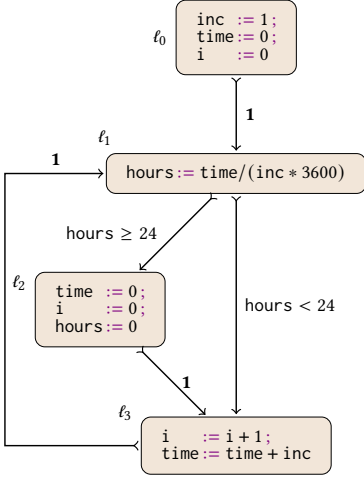 ℓ0
inc := 1;
time := 0;
i := 0
1
ℓ1
1
hours := time/(inc ∗ 3600)
hours ≥ 24
ℓ2
time := 0;
i := 0;
hours := 0
hours < 24
1
ℓ3
i := i + 1;
time := time + inc